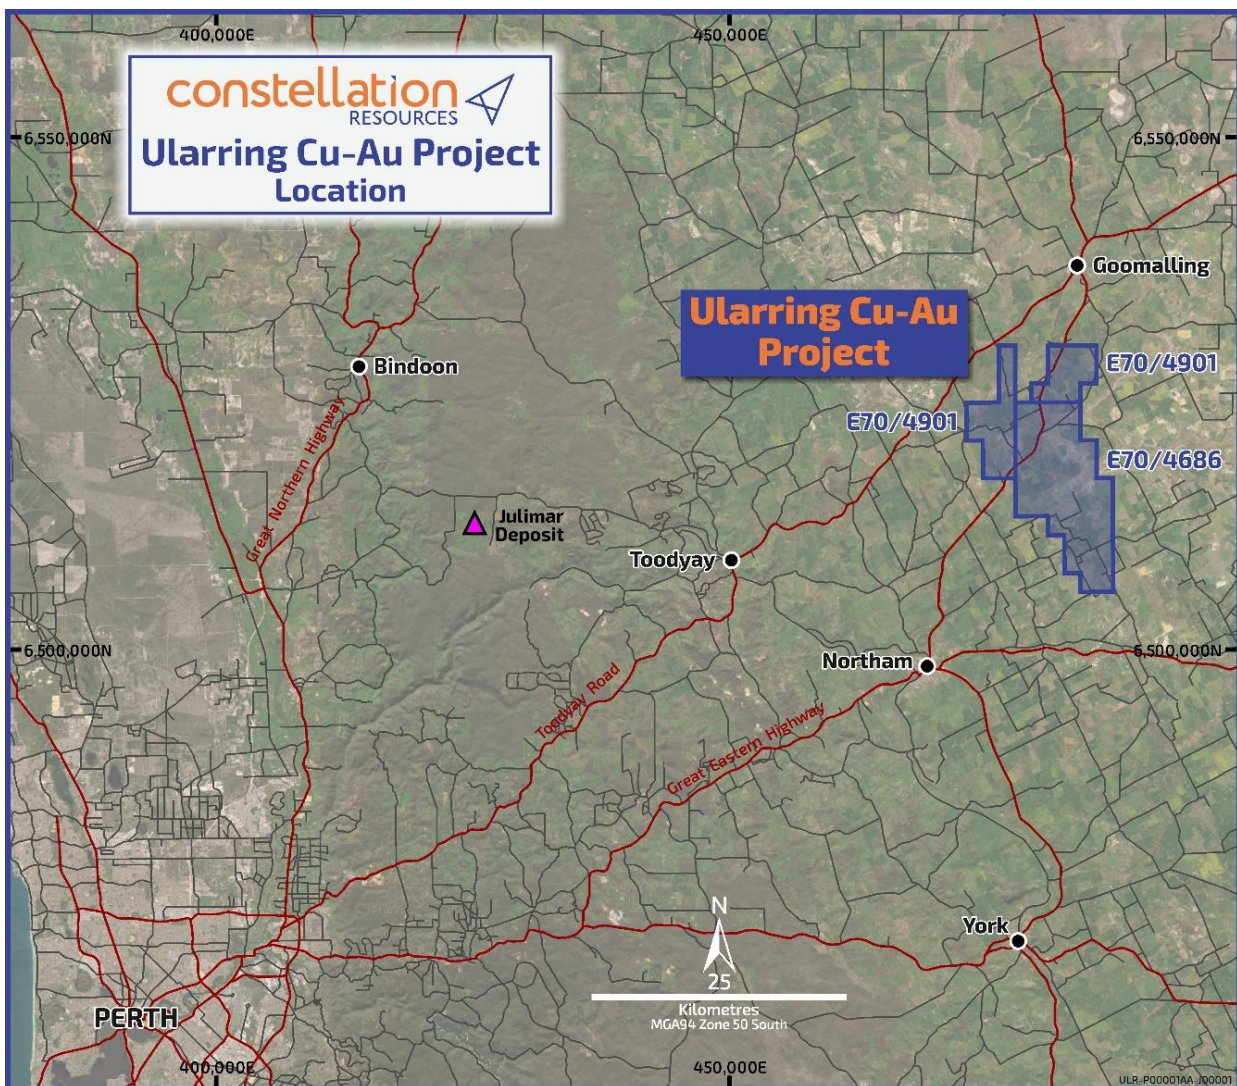 400,000E
450,000E
constellation
RESOURCES
Ularring Cu-Au Project
Location
6,550,000N
6,550,000N
Goomalling
Ularring Cu-Au
Project
Bindoon
E70/4901
E70/4901
E70/4686
Great Northern Highway
Julimar
Deposit
Toodyay
6,500,000N
6,500,000N
Northam
Toodyay Road
Great Eastern Highway
N
York
25
Kilometres
MGA94 Zone 50 South
PERTH
400,000E
450,000E
ULR-P00001AA-J00001